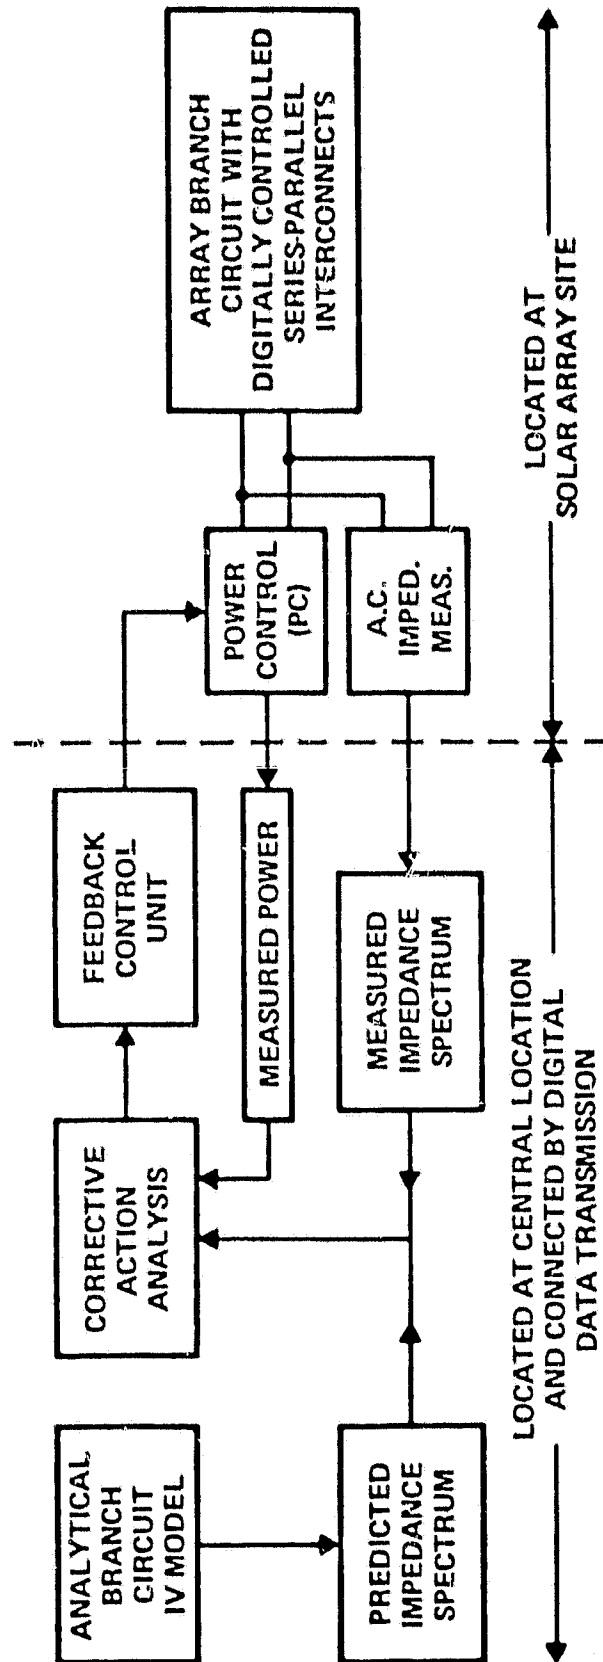 ANALYTICAL
BRANCH
CIRCUIT
IV MODEL
CORRECTIVE
ACTION
ANALYSIS
FEEDBACK
CONTROL
UNIT
MEASURED POWER
PREDICTED
IMPEDANCE
SPECTRUM
MEASURED
IMPEDANCE
SPECTRUM
POWER
CONTROL
(PC)
A.C.
IMPED.
MEAS.
ARRAY BRANCH
CIRCUIT WITH
DIGITALLY CONTROLLED
SERIES-PARALLEL
INTERCONNECTS
LOCATED AT CENTRAL LOCATION
AND CONNECTED BY DIGITAL
DATA TRANSMISSION
LOCATED AT
SOLAR ARRAY SITE